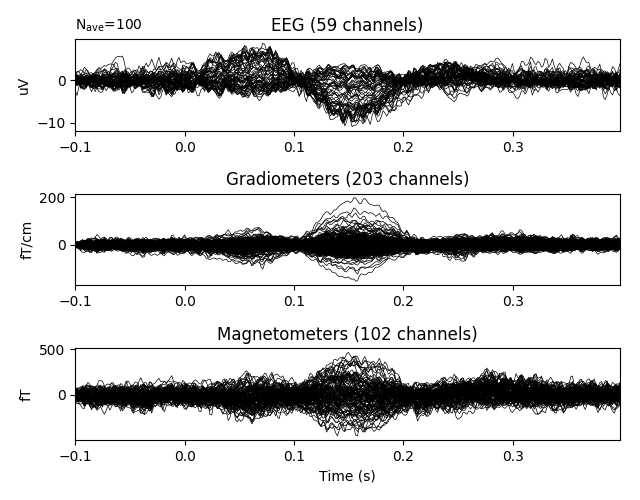 N_ave=100
EEG (59 channels)
uV
0
−10
−0.1 0.0 0.1 0.2 0.3
Gradiometers (203 channels)
fT/cm
200
0
−0.1 0.0 0.1 0.2 0.3
Magnetometers (102 channels)
fT
500
0
−0.1 0.0 0.1 0.2 0.3
Time (s)